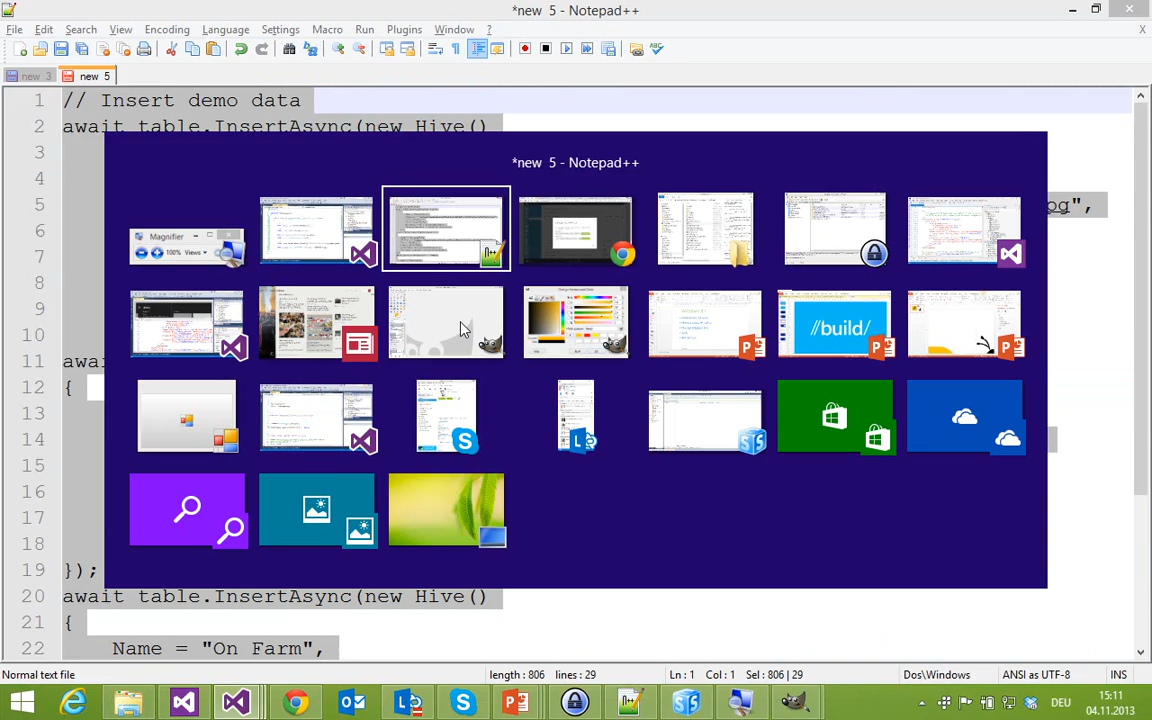 *new 5 - Notepad++
File Edit Search View Encoding Language Settings Macro Run Plugins Window ? X
new 3 new 5
1 // Insert demo data
2 await table.InsertAsync(new Hive()
*new 5 - Notepad++
3
4
5 pg",
6
7
Magnifier
100% Views
8
9
10
//build/
11 awai
12 {
13
14
15
16
17
18
19 });
20 await table.InsertAsync(new Hive()
21 {
22 Name = "On Farm",
Normal text file length : 806 lines : 29 Ln : 1 Col : 1 Sel : 806 | 29 Dos\Windows ANSI as UTF-8 INS
DEU 15:11
04.11.2013